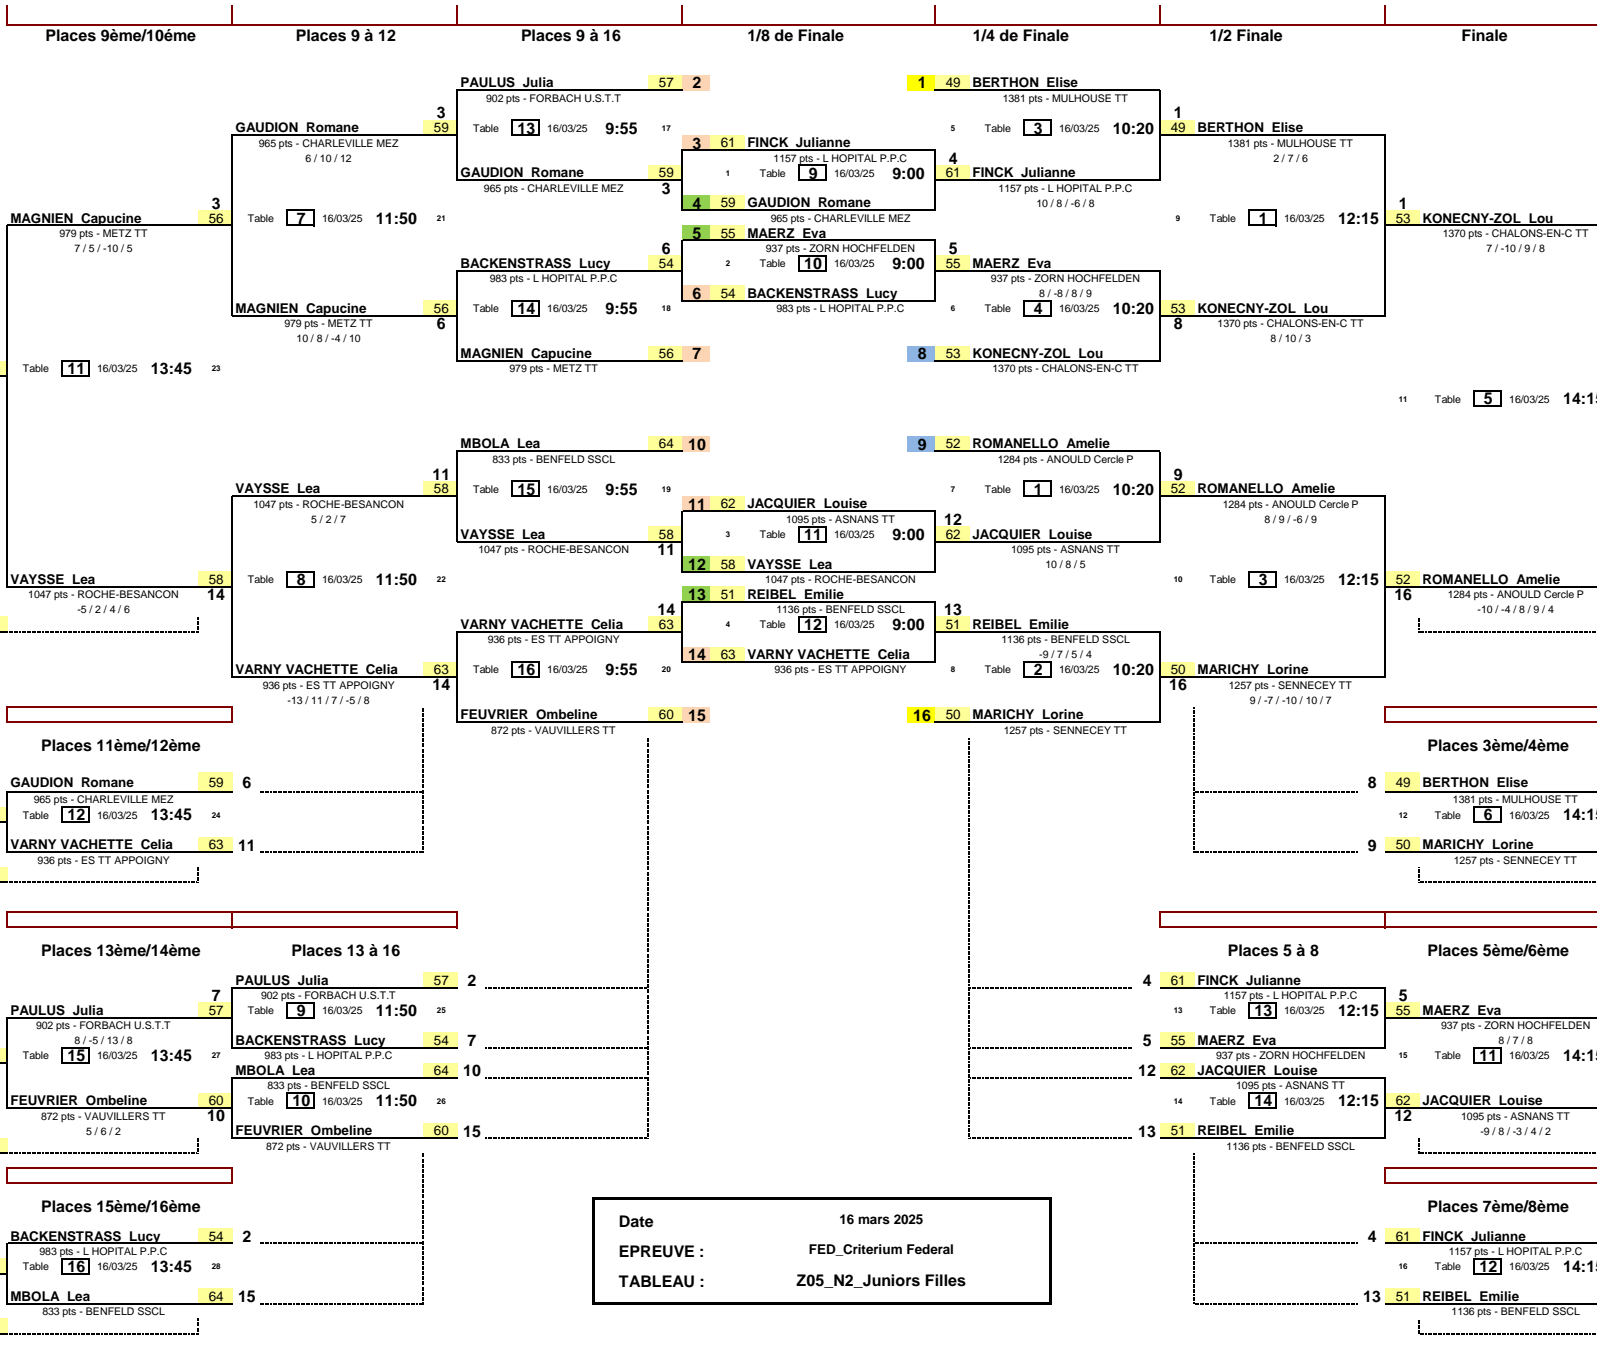 Places 9ème/10éme
Places 9 à 12
Places 9 à 16
1/8 de Finale
1/4 de Finale
1/2 Finale
Finale
PAULUS Julia 57 2
902 pts - FORBACH U.S.T.T
Table 13 16/03/25 9:55 17
GAUDION Romane 59
965 pts - CHARLEVILLE MEZ 3
BACKENSTRASS Lucy 6 54
983 pts - L HOPITAL P.P.C
Table 14 16/03/25 9:55 18
MAGNIEN Capucine 56 7
979 pts - METZ TT
MBOLA Lea 64 10
833 pts - BENFELD SSCL
Table 15 16/03/25 9:55 19
VAYSSE Lea 58
1047 pts - ROCHE-BESANCON 11
14
VARNY VACHETTE Celia 63
936 pts - ES TT APPOIGNY
Table 16 16/03/25 9:55 20
FEUVRIER Ombeline 60 15
872 pts - VAUVILLERS TT
3
GAUDION Romane 59
965 pts - CHARLEVILLE MEZ
6 / 10 / 12
Table 7 16/03/25 11:50 21
MAGNIEN Capucine 56
979 pts - METZ TT 6
10 / 8 / -4 / 10
11
VAYSSE Lea 58
1047 pts - ROCHE-BESANCON
5 / 2 / 7
Table 8 16/03/25 11:50 22
VARNY VACHETTE Celia 63
936 pts - ES TT APPOIGNY 14
-13 / 11 / 7 / -5 / 8
3
MAGNIEN Capucine 56
979 pts - METZ TT
7 / 5 / -10 / 5
Table 11 16/03/25 13:45 23
VAYSSE Lea 58
1047 pts - ROCHE-BESANCON 14
-5 / 2 / 4 / 6
3 61 FINCK Julianne
1157 pts - L HOPITAL P.P.C
1 Table 9 16/03/25 9:00
4 59 GAUDION Romane
965 pts - CHARLEVILLE MEZ
5 55 MAERZ Eva
937 pts - ZORN HOCHFELDEN
2 Table 10 16/03/25 9:00
6 54 BACKENSTRASS Lucy
983 pts - L HOPITAL P.P.C
11 62 JACQUIER Louise
1095 pts - ASNANS TT
3 Table 11 16/03/25 9:00
12 58 VAYSSE Lea
1047 pts - ROCHE-BESANCON
13 51 REIBEL Emilie
1136 pts - BENFELD SSCL
4 Table 12 16/03/25 9:00
14 63 VARNY VACHETTE Celia
936 pts - ES TT APPOIGNY
1 49 BERTHON Elise
1381 pts - MULHOUSE TT
5 Table 3 16/03/25 10:20
4
61 FINCK Julianne
1157 pts - L HOPITAL P.P.C
10 / 8 / -6 / 8
5
55 MAERZ Eva
937 pts - ZORN HOCHFELDEN
8 / -8 / 8 / 9
6 Table 4 16/03/25 10:20
8 53 KONECNY-ZOL Lou
1370 pts - CHALONS-EN-C TT
9 52 ROMANELLO Amelie
1284 pts - ANOULD Cercle P
7 Table 1 16/03/25 10:20
12
62 JACQUIER Louise
1095 pts - ASNANS TT
10 / 8 / 5
13
51 REIBEL Emilie
1136 pts - BENFELD SSCL
-9 / 7 / 5 / 4
8 Table 2 16/03/25 10:20
16 50 MARICHY Lorine
1257 pts - SENNECEY TT
1
49 BERTHON Elise
1381 pts - MULHOUSE TT
2 / 7 / 6
9 Table 1 16/03/25 12:15
53 KONECNY-ZOL Lou
8 1370 pts - CHALONS-EN-C TT
8 / 10 / 3
9
52 ROMANELLO Amelie
1284 pts - ANOULD Cercle P
8 / 9 / -6 / 9
10 Table 3 16/03/25 12:15
50 MARICHY Lorine
16 1257 pts - SENNECEY TT
9 / -7 / -10 / 10 / 7
1
53 KONECNY-ZOL Lou
1370 pts - CHALONS-EN-C TT
7 / -10 / 9 / 8
11 Table 5 16/03/25 14:15
52 ROMANELLO Amelie
16 1284 pts - ANOULD Cercle P
-10 / -4 / 8 / 9 / 4
Places 11ème/12ème
GAUDION Romane 59 6
965 pts - CHARLEVILLE MEZ
Table 12 16/03/25 13:45 24
VARNY VACHETTE Celia 63 11
936 pts - ES TT APPOIGNY
Places 3ème/4ème
8 49 BERTHON Elise
1381 pts - MULHOUSE TT
12 Table 6 16/03/25 14:15
9 50 MARICHY Lorine
1257 pts - SENNECEY TT
Places 13ème/14ème
Places 13 à 16
PAULUS Julia 57 2
902 pts - FORBACH U.S.T.T
Table 9 16/03/25 11:50 25
BACKENSTRASS Lucy 54 7
983 pts - L HOPITAL P.P.C
MBOLA Lea 64 10
833 pts - BENFELD SSCL
Table 10 16/03/25 11:50 26
FEUVRIER Ombeline 60 15
872 pts - VAUVILLERS TT
7
PAULUS Julia 57
902 pts - FORBACH U.S.T.T
8 / -5 / 13 / 8
Table 15 16/03/25 13:45 27
FEUVRIER Ombeline 60
872 pts - VAUVILLERS TT 10
5 / 6 / 2
Places 5 à 8
Places 5ème/6ème
4 61 FINCK Julianne
1157 pts - L HOPITAL P.P.C
13 Table 13 16/03/25 12:15
5 55 MAERZ Eva
937 pts - ZORN HOCHFELDEN
12 62 JACQUIER Louise
1095 pts - ASNANS TT
14 Table 14 16/03/25 12:15
13 51 REIBEL Emilie
1136 pts - BENFELD SSCL
5
55 MAERZ Eva
937 pts - ZORN HOCHFELDEN
8 / 7 / 8
15 Table 11 16/03/25 14:15
62 JACQUIER Louise
12 1095 pts - ASNANS TT
-9 / 8 / -3 / 4 / 2
Places 15ème/16ème
BACKENSTRASS Lucy 54 2
983 pts - L HOPITAL P.P.C
Table 16 16/03/25 13:45 28
MBOLA Lea 64 15
833 pts - BENFELD SSCL
Date 16 mars 2025
EPREUVE : FED_Criterium Federal
TABLEAU : Z05_N2_Juniors Filles
Places 7ème/8ème
4 61 FINCK Julianne
1157 pts - L HOPITAL P.P.C
16 Table 12 16/03/25 14:15
13 51 REIBEL Emilie
1136 pts - BENFELD SSCL